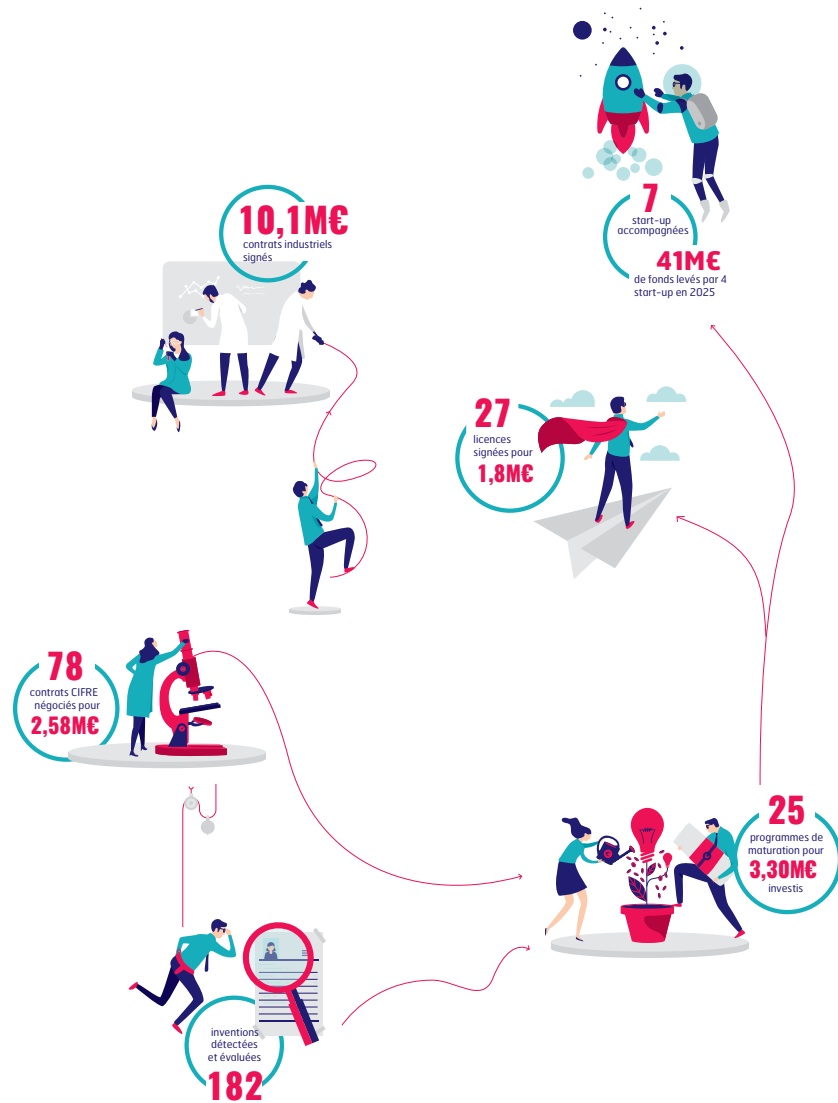 7
start-up
accompagnées
41M€
de fonds levés par 4
start-up en 2025
10,1M€
contrats industriels
signés
27
licences
signées pour
1,8M€
78
contrats CIFRE
négociés pour
2,58M€
25
programmes de
maturation pour
3,30M€
investis
inventions
détectées
et évaluées
182